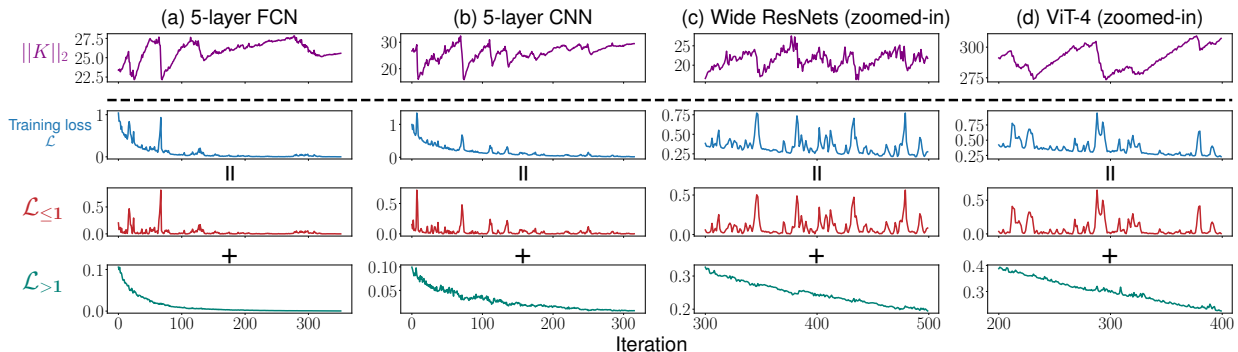 (a) 5-layer FCN (b) 5-layer CNN (c) Wide ResNets (zoomed-in) (d) ViT-4 (zoomed-in)
||K||₂ 27.5 25.0 22.5 30 20 25 20 300 275
Training loss
ℒ
1 0 1 0 0.75 0.50 0.25 0.75 0.50 0.25
= = = =
ℒ≤1 0.5 0.0 0.5 0.0 0.5 0.0 0.5 0.0
+ + + +
ℒ>1 0.1 0.0 0.10 0.05 0.3 0.2 0.4 0.3
0 100 200 300 0 100 200 300 300 400 500 200 300 400
Iteration